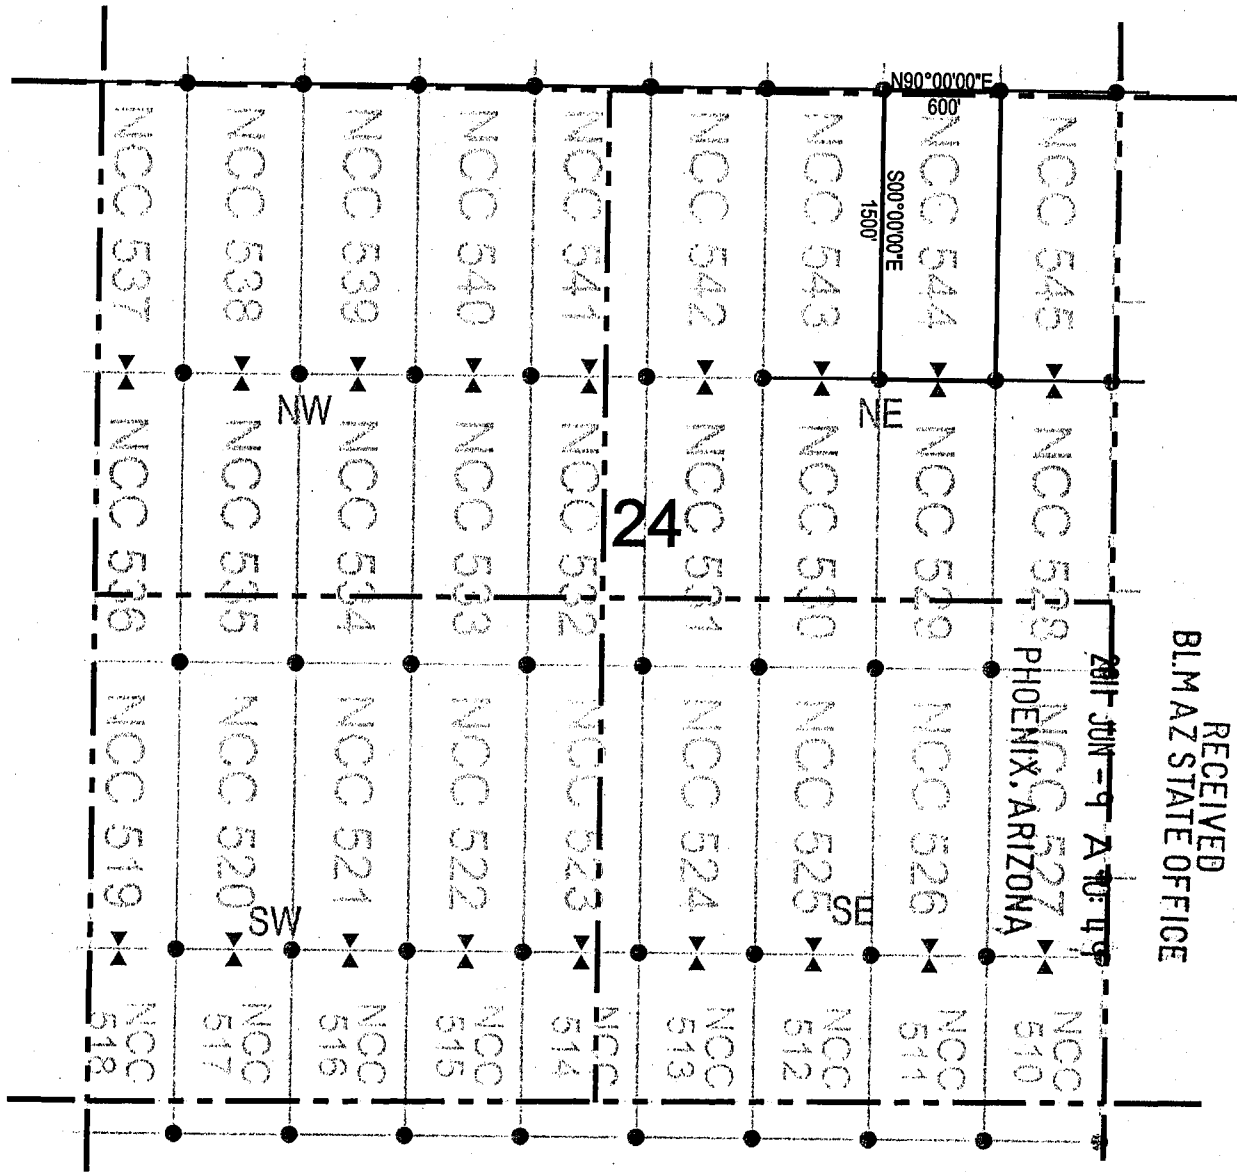 N90°00'00"E
600'
S00°00'00"E
1500'
NCC 537
NCC 538
NCC 539
NCC 540
NCC 541
NCC 542
NCC 543
NCC 544
NCC 545
NW
NE
NCC 536
NCC 535
NCC 534
NCC 533
NCC 532
24
NCC 531
NCC 530
NCC 529
NCC 528
NCC 519
NCC 520
NCC 521
NCC 522
NCC 523
NCC 524
NCC 525
NCC 526
NCC 527
SW
SE
NCC
518
NCC
517
NCC
516
NCC
515
NCC
514
NCC
513
NCC
512
NCC
511
NCC
510
RECEIVED
BLM AZ STATE OFFICE
JUN -9 A
PHOENIX, ARIZONA